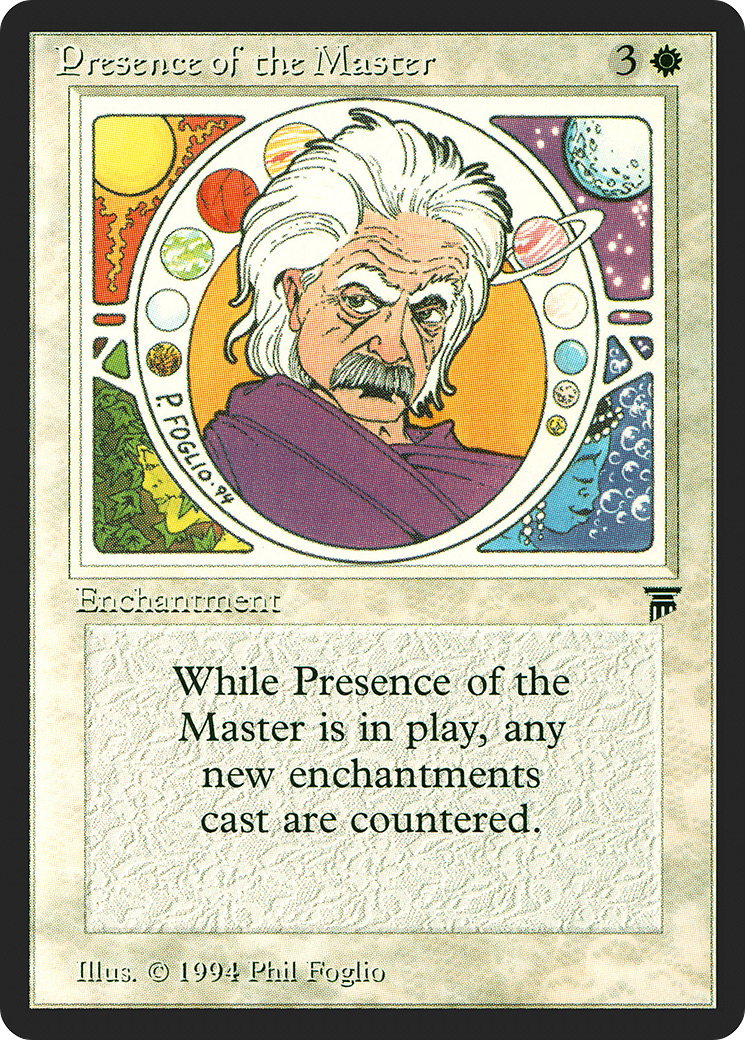 Presence of the Master 3
P. FOGLIO·94
Enchantment
While Presence of the
Master is in play, any
new enchantments
cast are countered.
Illus. © 1994 Phil Foglio